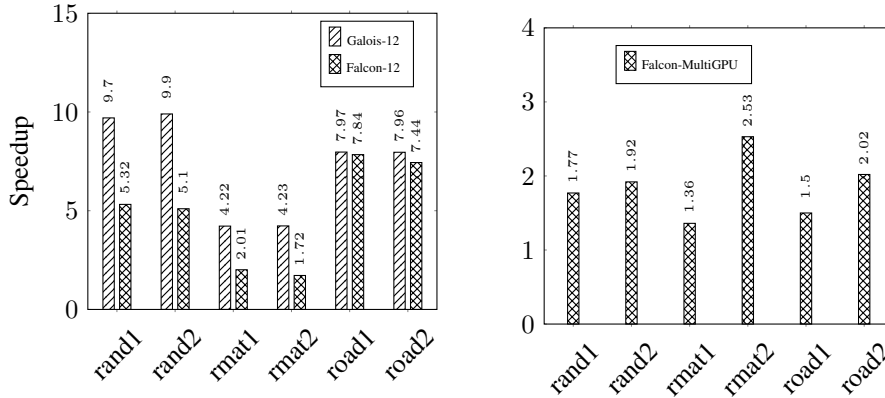 15
10
5
0
Speedup
Galois-12
Falcon-12
9.7
5.32
9.9
5.1
4.22
2.01
4.23
1.72
7.97
7.84
7.96
7.44
rand1
rand2
rmat1
rmat2
road1
road2
4
3
2
1
0
Falcon-MultiGPU
1.77
1.92
1.36
2.53
1.5
2.02
rand1
rand2
rmat1
rmat2
road1
road2